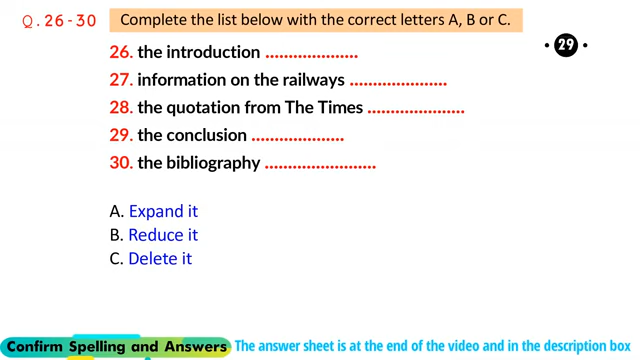 Q.26-30 Complete the list below with the correct letters A, B or C.
29
26. the introduction ....................
27. information on the railways .....................
28. the quotation from The Times .....................
29. the conclusion ....................
30. the bibliography ........................
A. Expand it
B. Reduce it
C. Delete it
Confirm Spelling and Answers The answer sheet is at the end of the video and in the description box